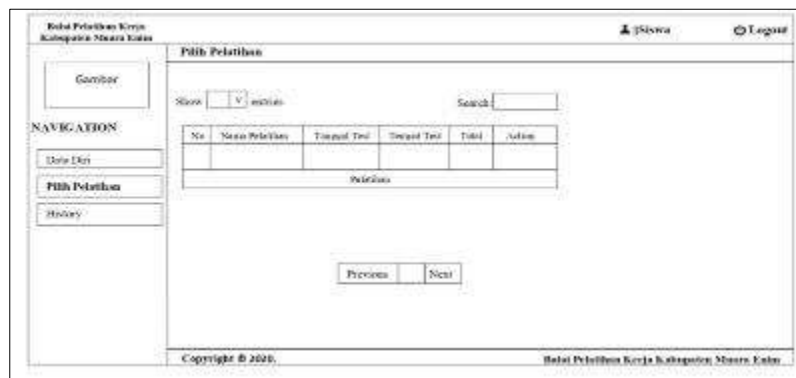 Balai Pelatihan Kerja
Kabupaten Muara Enim
Siswa
Logout
Pilih Pelatihan
Gambar
Show V entries
Search:
NAVIGATION
No Nama Pelatihan Tanggal Test Tempat Test Total Action
Pelatihan
Data Diri
Pilih Pelatihan
History
Previous Next
Copyright © 2020.
Balai Pelatihan Kerja Kabupaten Muara Enim